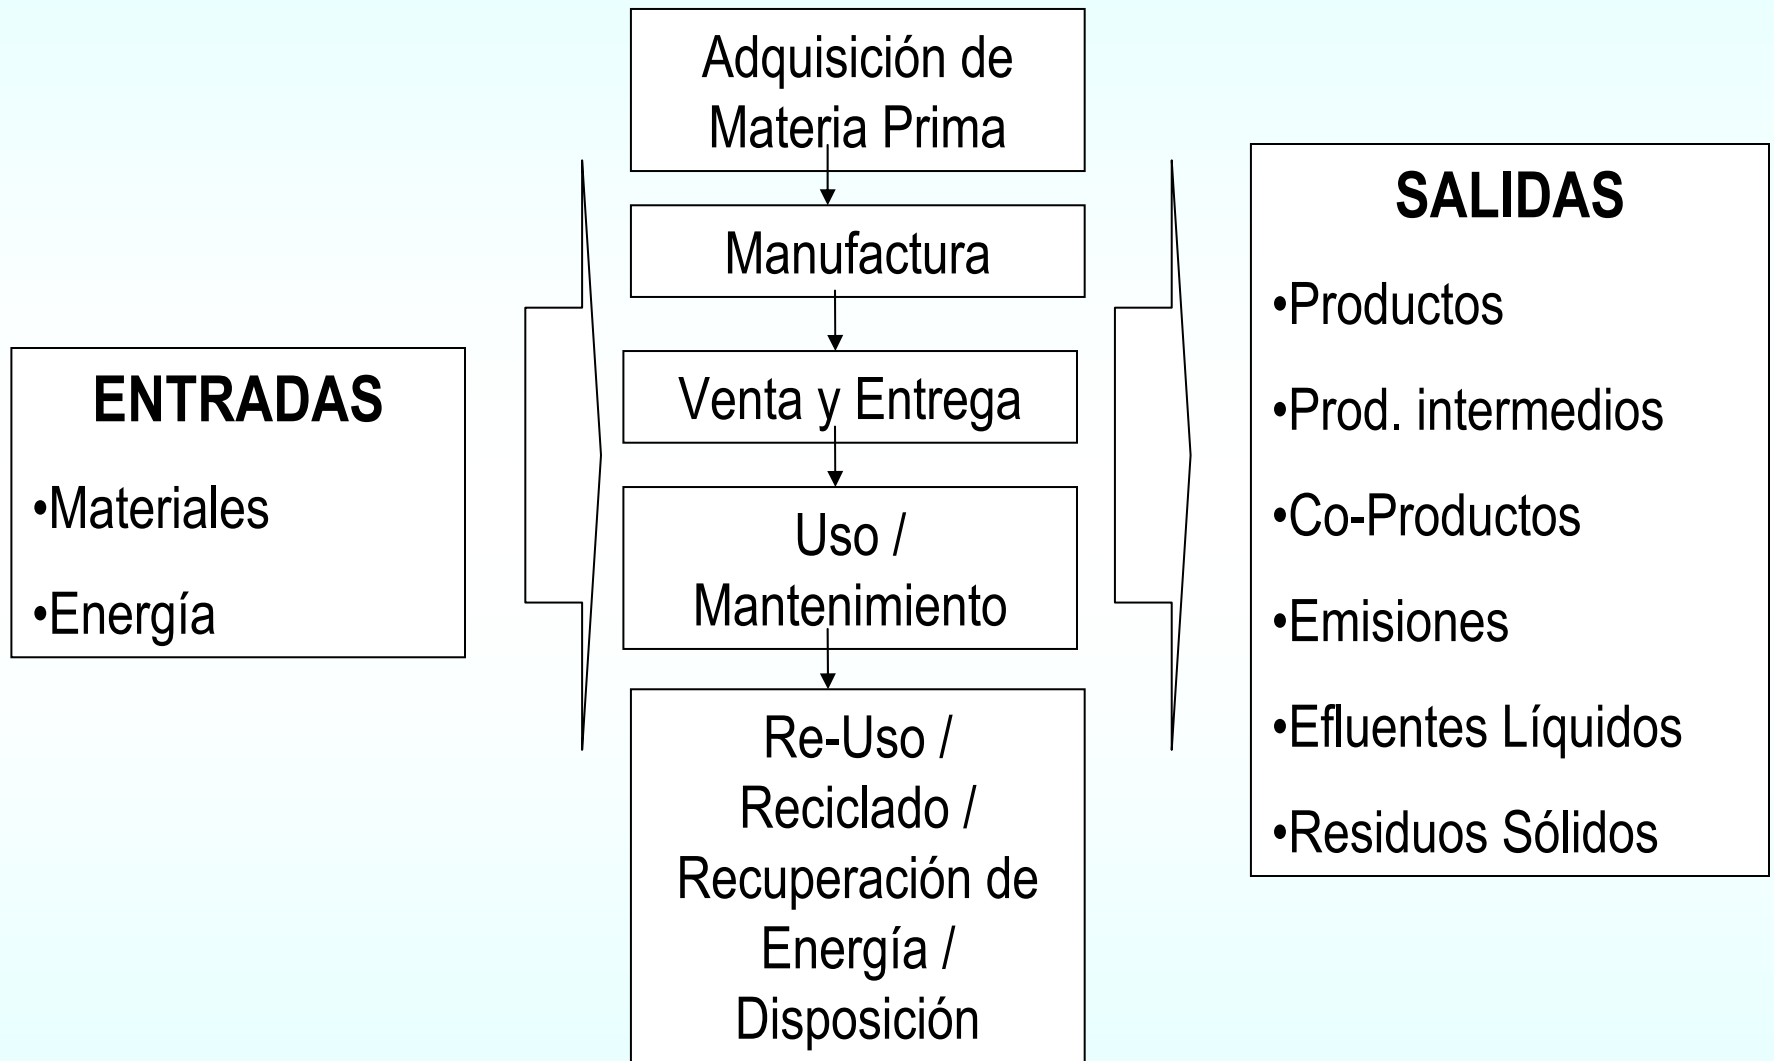 ENTRADAS
•Materiales
•Energía
Adquisición de
Materia Prima
Manufactura
Venta y Entrega
Uso /
Mantenimiento
Re-Uso /
Reciclado /
Recuperación de
Energía /
Disposición
SALIDAS
•Productos
•Prod. intermedios
•Co-Productos
•Emisiones
•Efluentes Líquidos
•Residuos Sólidos